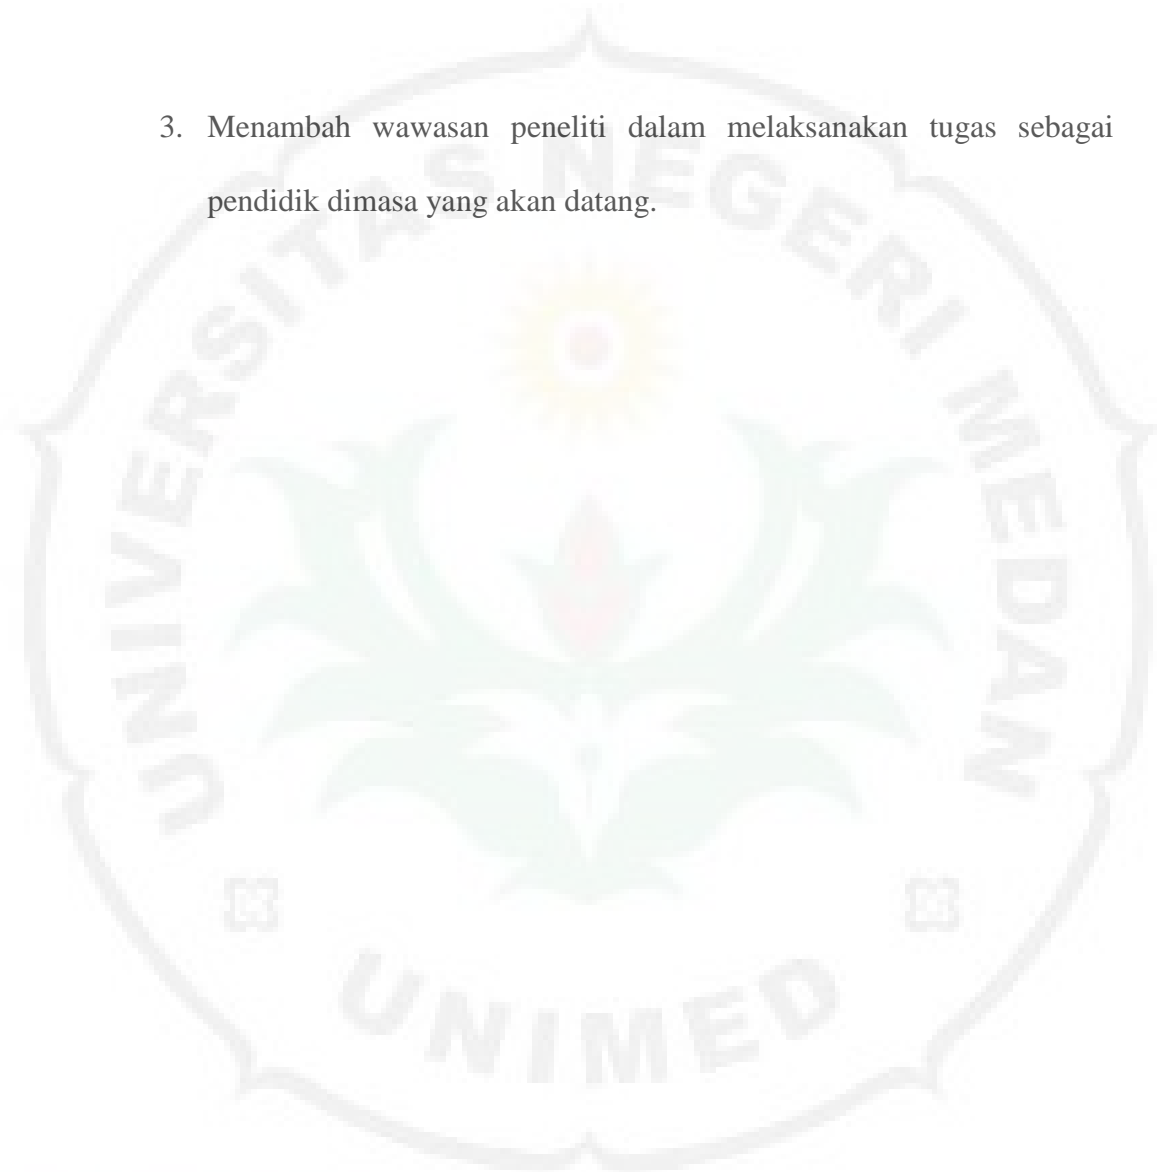 3. Menambah wawasan peneliti dalam melaksanakan tugas sebagai
pendidik dimasa yang akan datang.
UNIVERSITAS NEGERI MEDAN
UNIMED